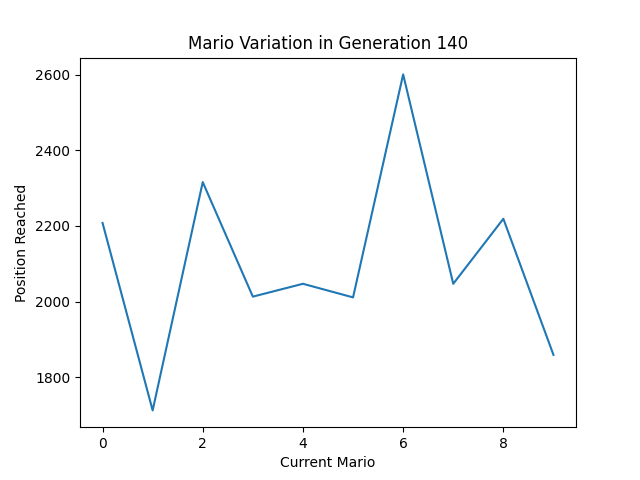 Mario Variation in Generation 140
2600
2400
2200
2000
1800
Position Reached
0 2 4 6 8
Current Mario